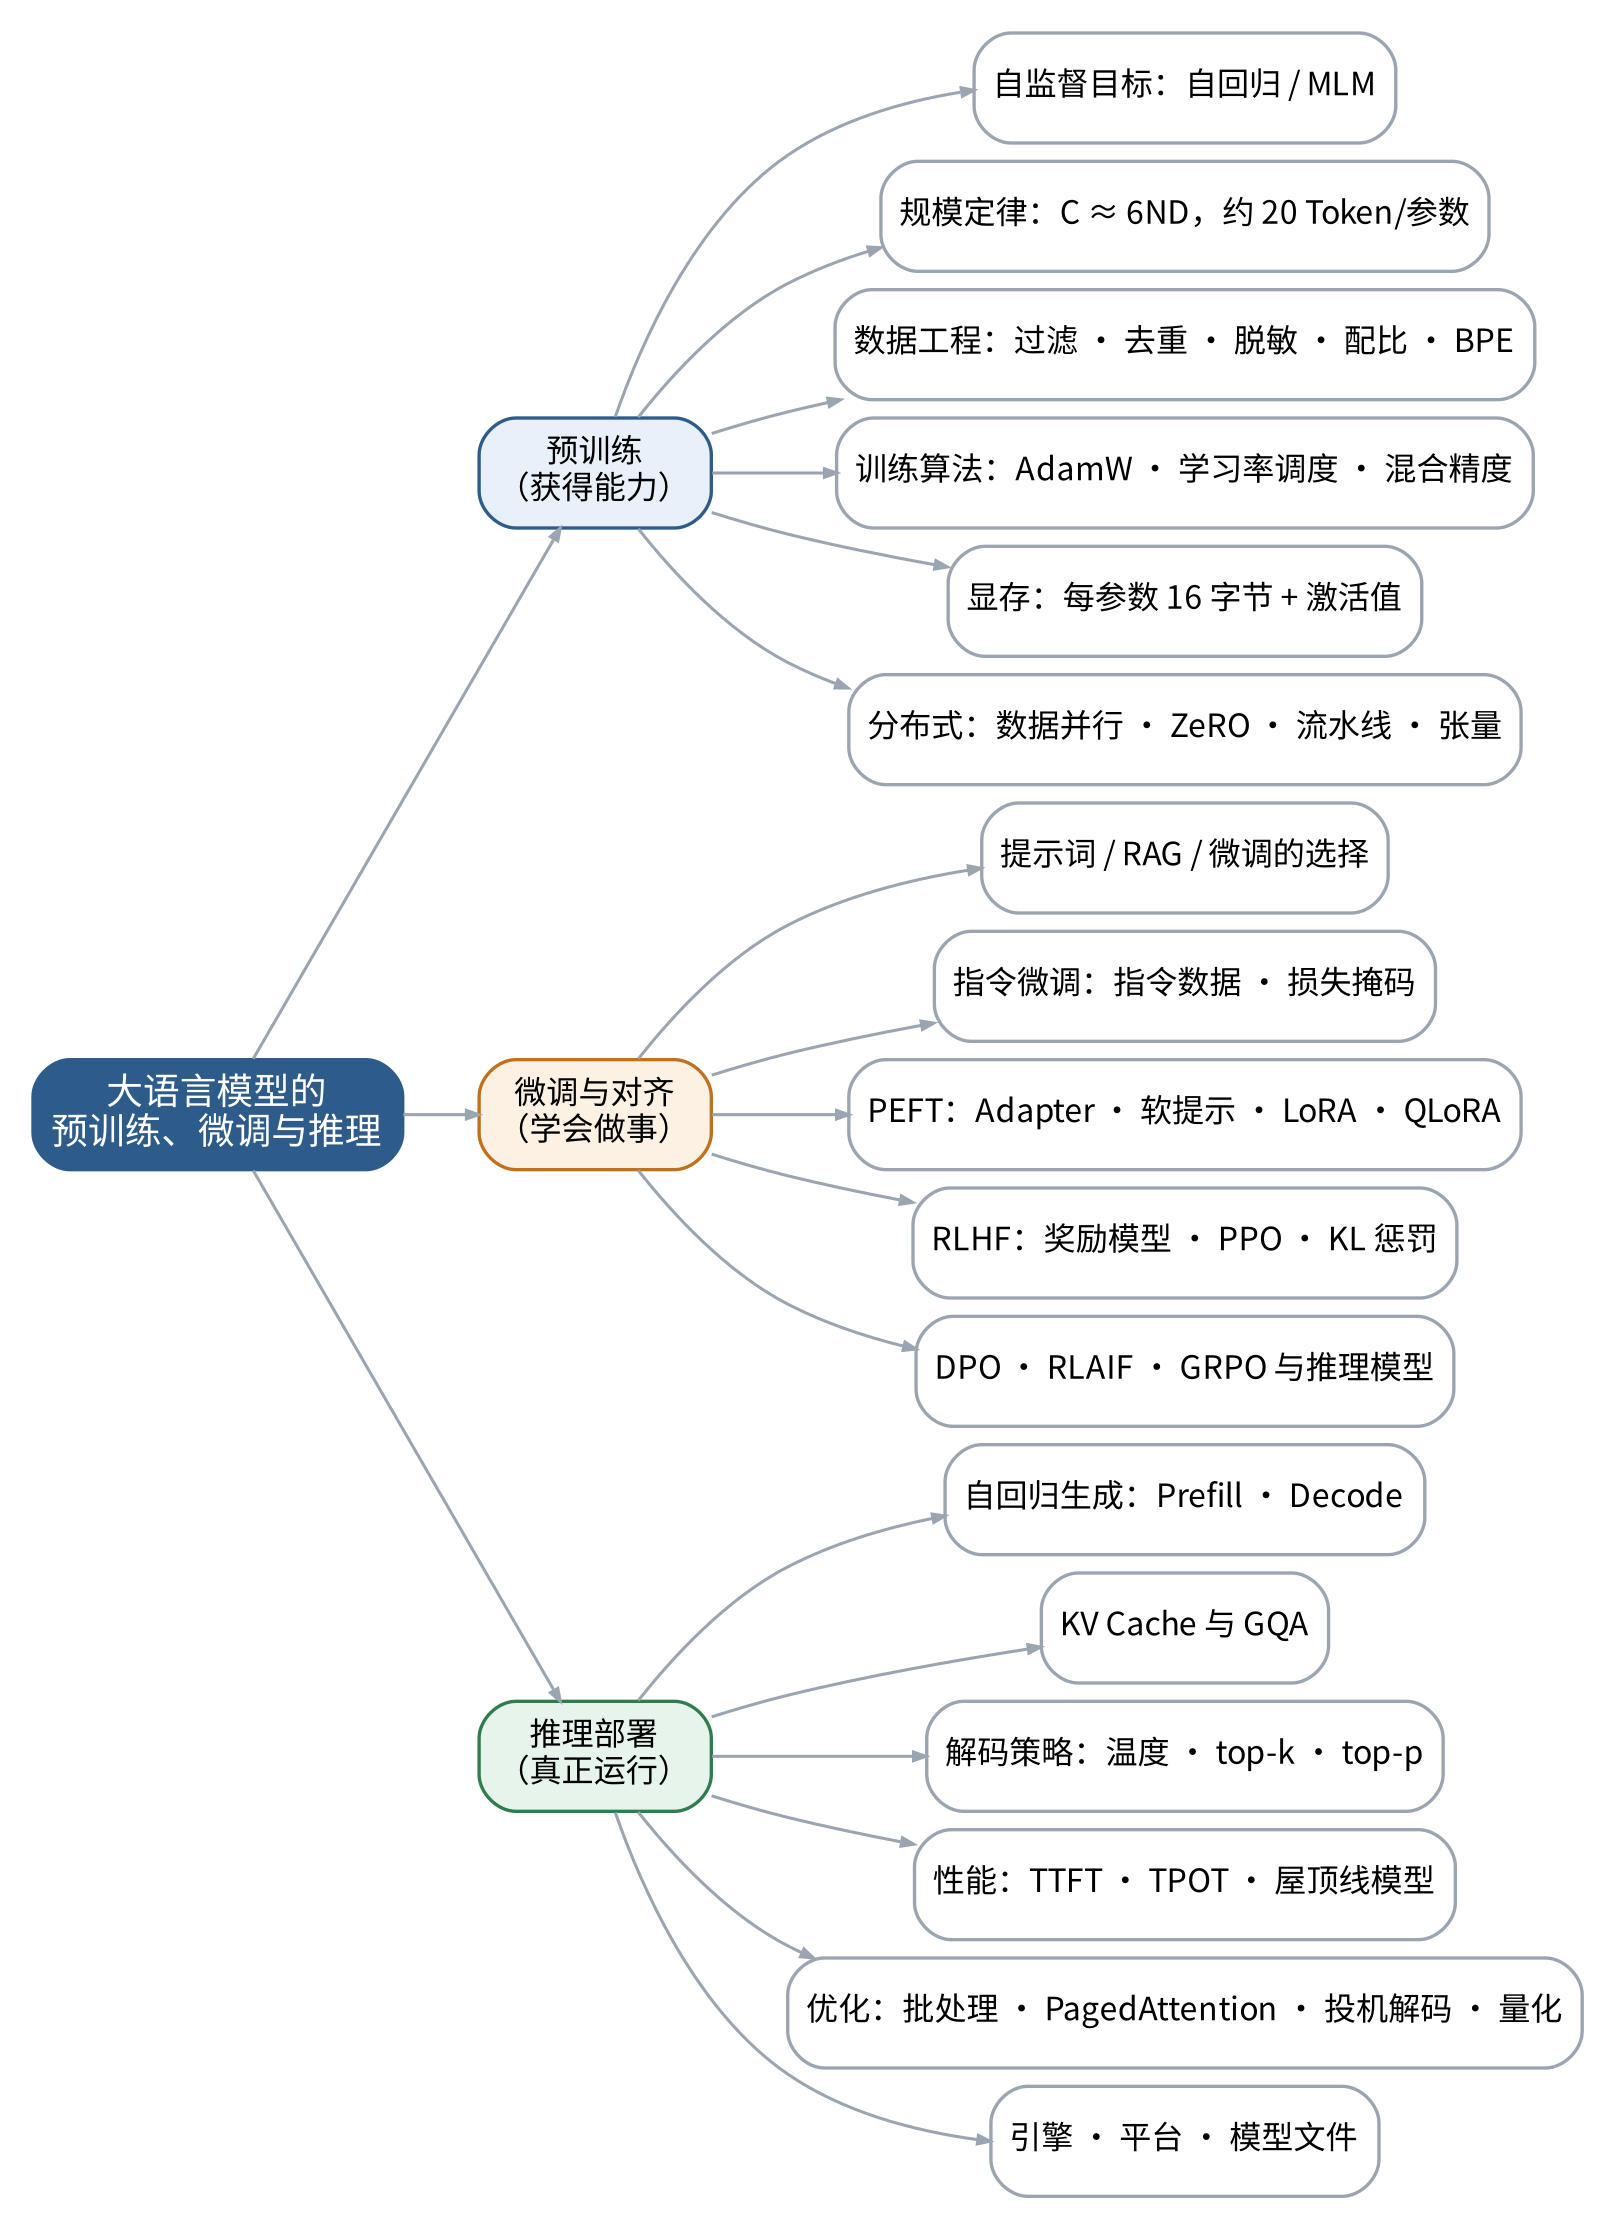 大语言模型的
预训练、微调与推理
预训练
（获得能力）
自监督目标：自回归 / MLM
规模定律：C ≈ 6ND，约 20 Token/参数
数据工程：过滤 · 去重 · 脱敏 · 配比 · BPE
训练算法：AdamW · 学习率调度 · 混合精度
显存：每参数 16 字节 + 激活值
分布式：数据并行 · ZeRO · 流水线 · 张量
微调与对齐
（学会做事）
提示词 / RAG / 微调的选择
指令微调：指令数据 · 损失掩码
PEFT：Adapter · 软提示 · LoRA · QLoRA
RLHF：奖励模型 · PPO · KL 惩罚
DPO · RLAIF · GRPO 与推理模型
推理部署
（真正运行）
自回归生成：Prefill · Decode
KV Cache 与 GQA
解码策略：温度 · top-k · top-p
性能：TTFT · TPOT · 屋顶线模型
优化：批处理 · PagedAttention · 投机解码 · 量化
引擎 · 平台 · 模型文件